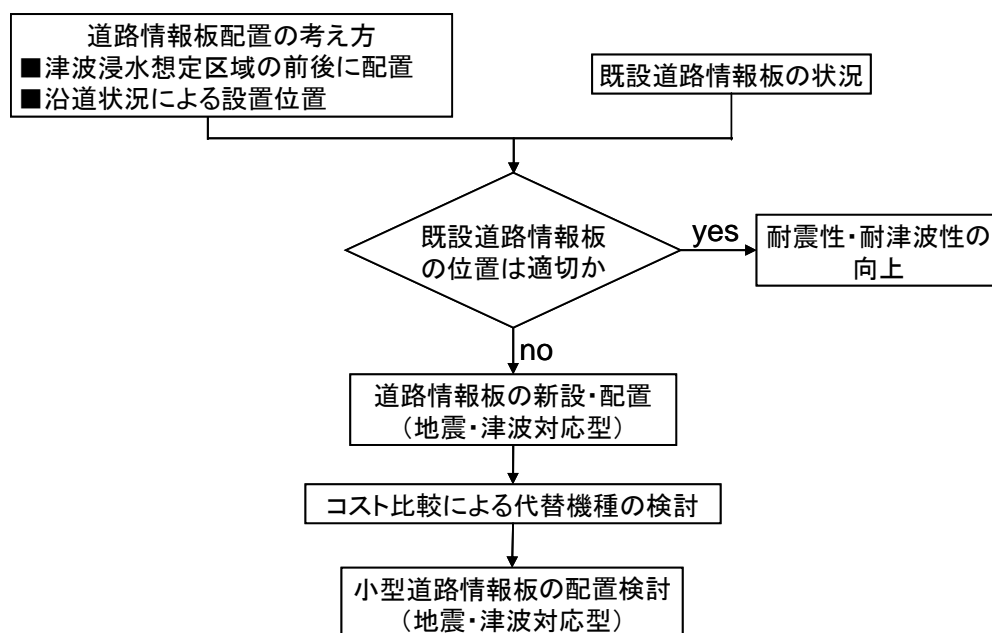 道路情報板配置の考え方
■津波浸水想定区域の前後に配置
■沿道状況による設置位置
既設道路情報板の状況
既設道路情報板
の位置は適切か
yes
耐震性・耐津波性の
向上
no
道路情報板の新設・配置
（地震・津波対応型）
コスト比較による代替機種の検討
小型道路情報板の配置検討
（地震・津波対応型）